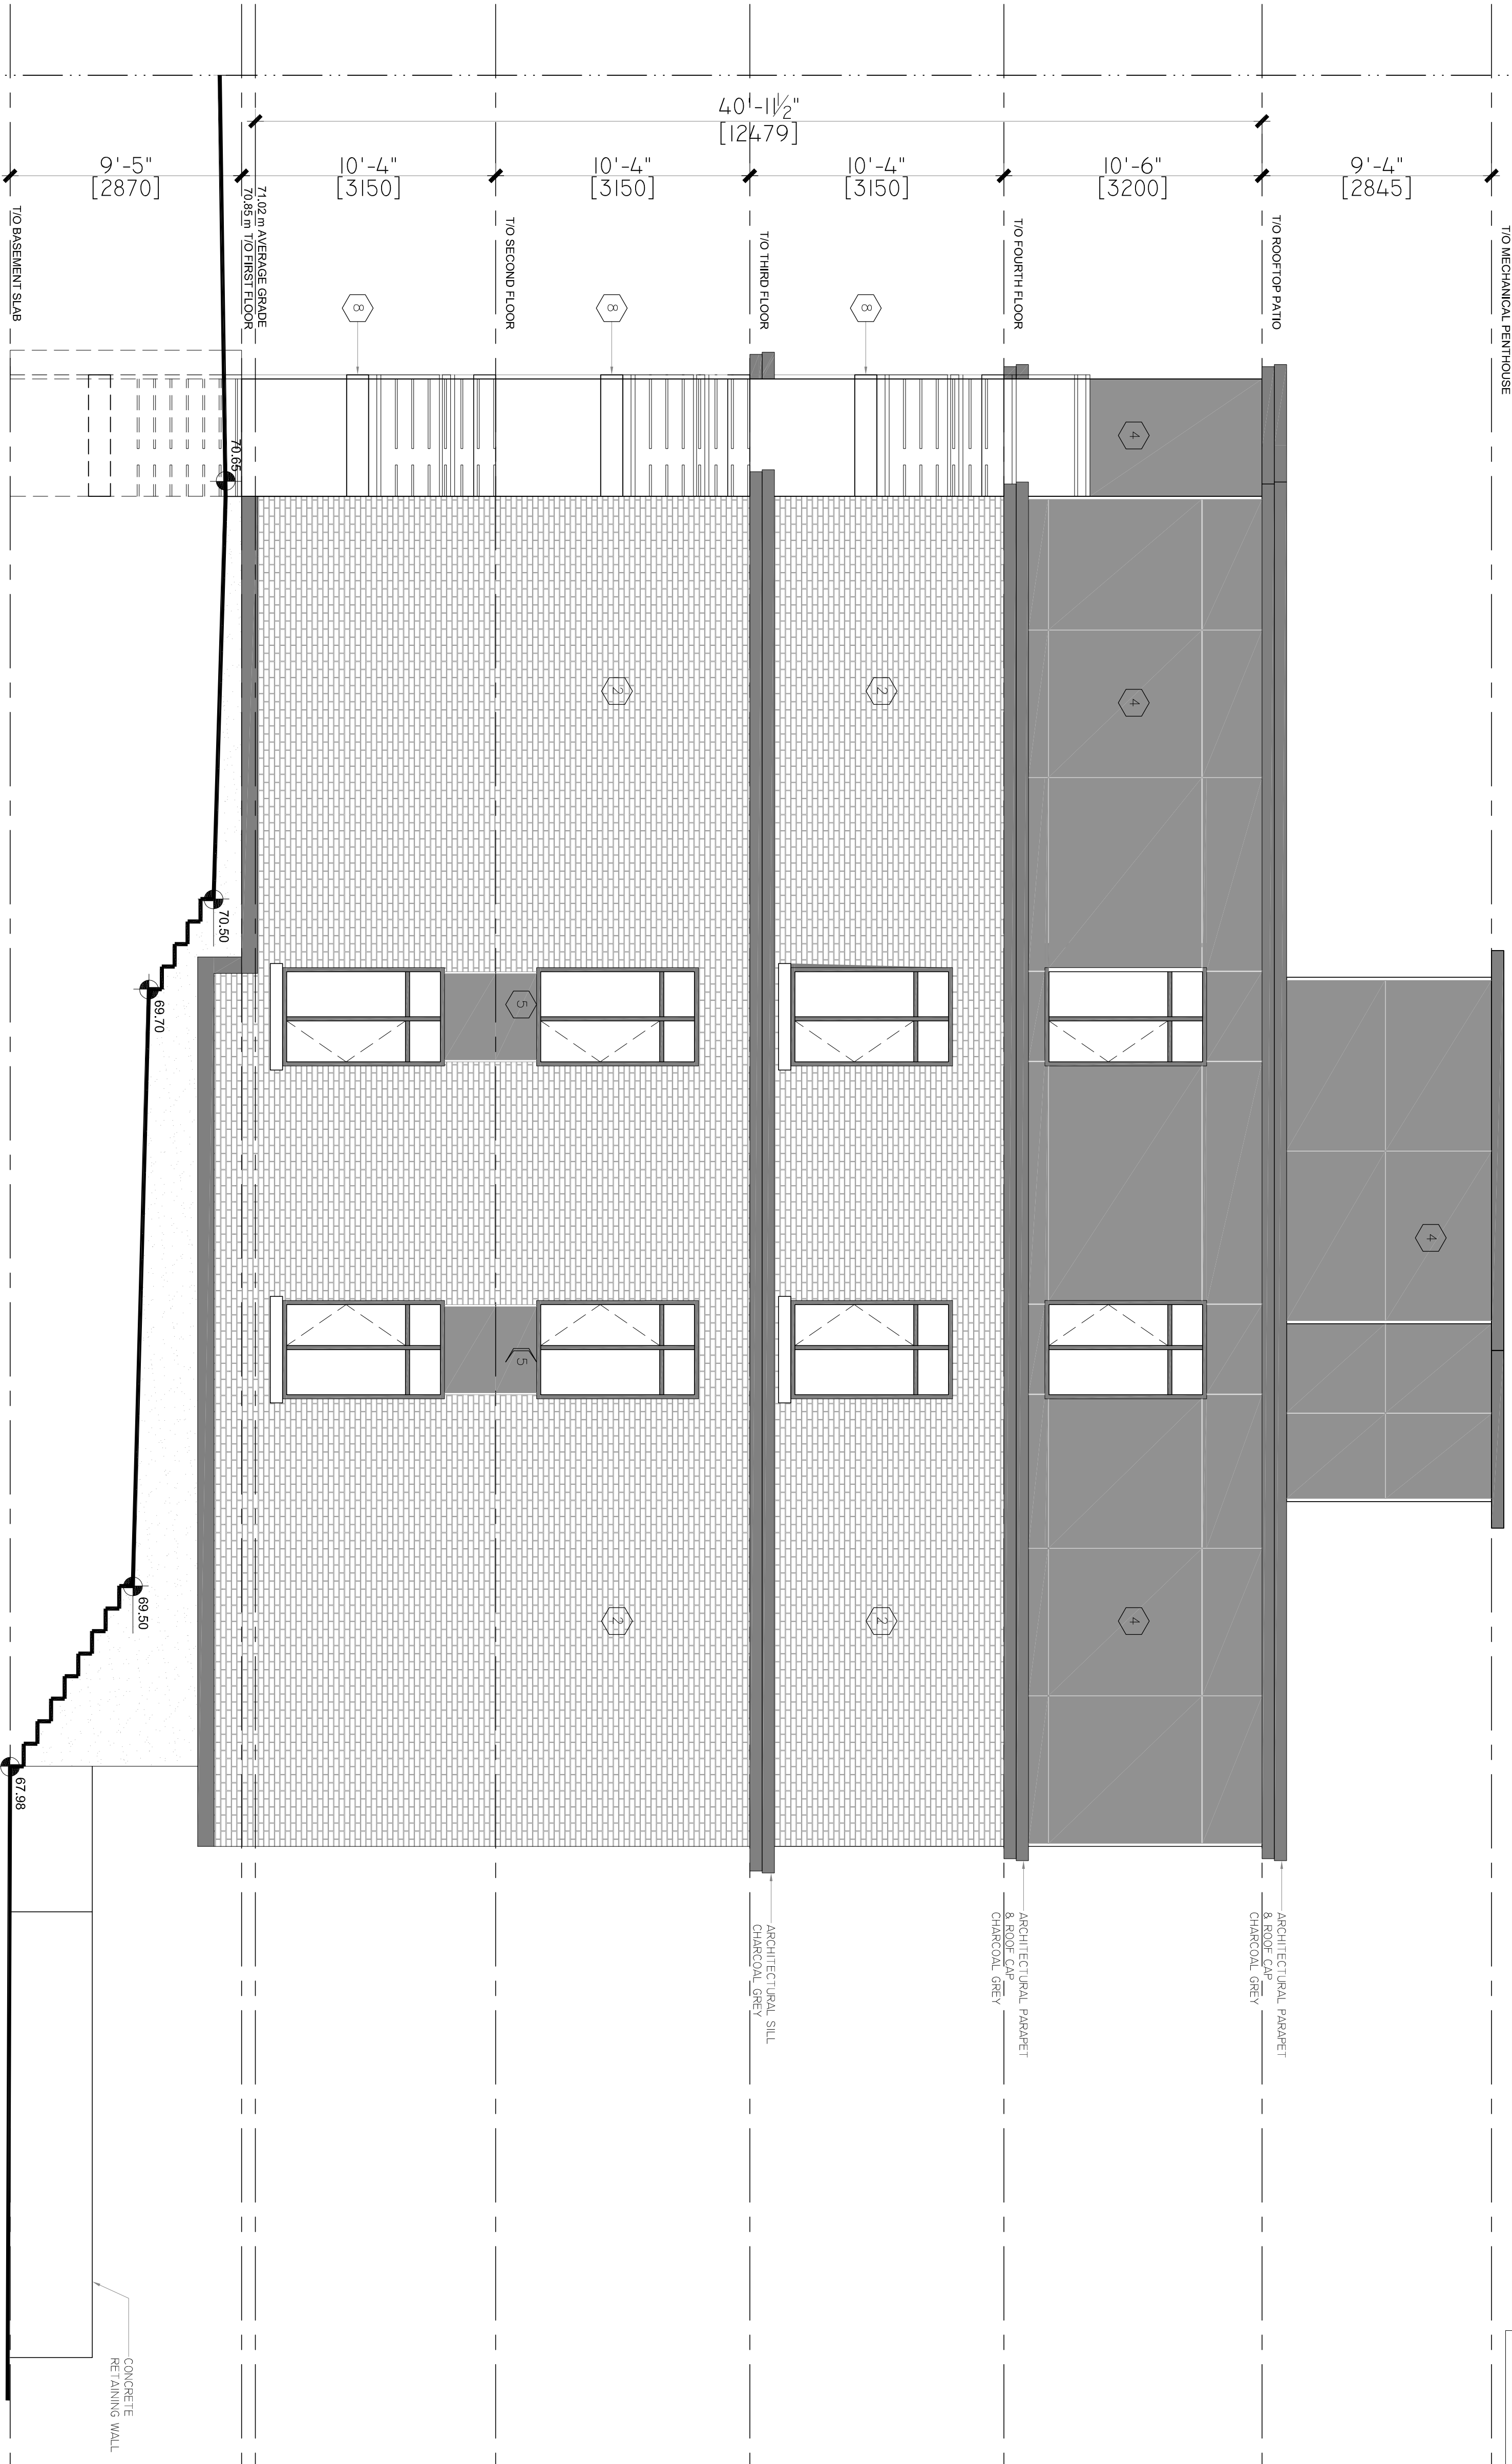 40'-11½"
[12479]
9'-5"
[2870]
10'-4"
[3150]
10'-4"
[3150]
10'-4"
[3150]
10'-6"
[3200]
9'-4"
[2845]
T/O BASEMENT SLAB
71.02 m AVERAGE GRADE
70.85 m T/O FIRST FLOOR
T/O SECOND FLOOR
T/O THIRD FLOOR
T/O FOURTH FLOOR
T/O ROOFTOP PATIO
T/O MECHANICAL PENTHOUSE
8
8
8
4
70.65
2
2
4
70.50
69.70
5
4
5
69.50
2
2
4
67.98
ARCHITECTURAL SILL
CHARCOAL GREY
ARCHITECTURAL PARAPET
& ROOF CAP
CHARCOAL GREY
ARCHITECTURAL PARAPET
& ROOF CAP
CHARCOAL GREY
CONCRETE
RETAINING WALL